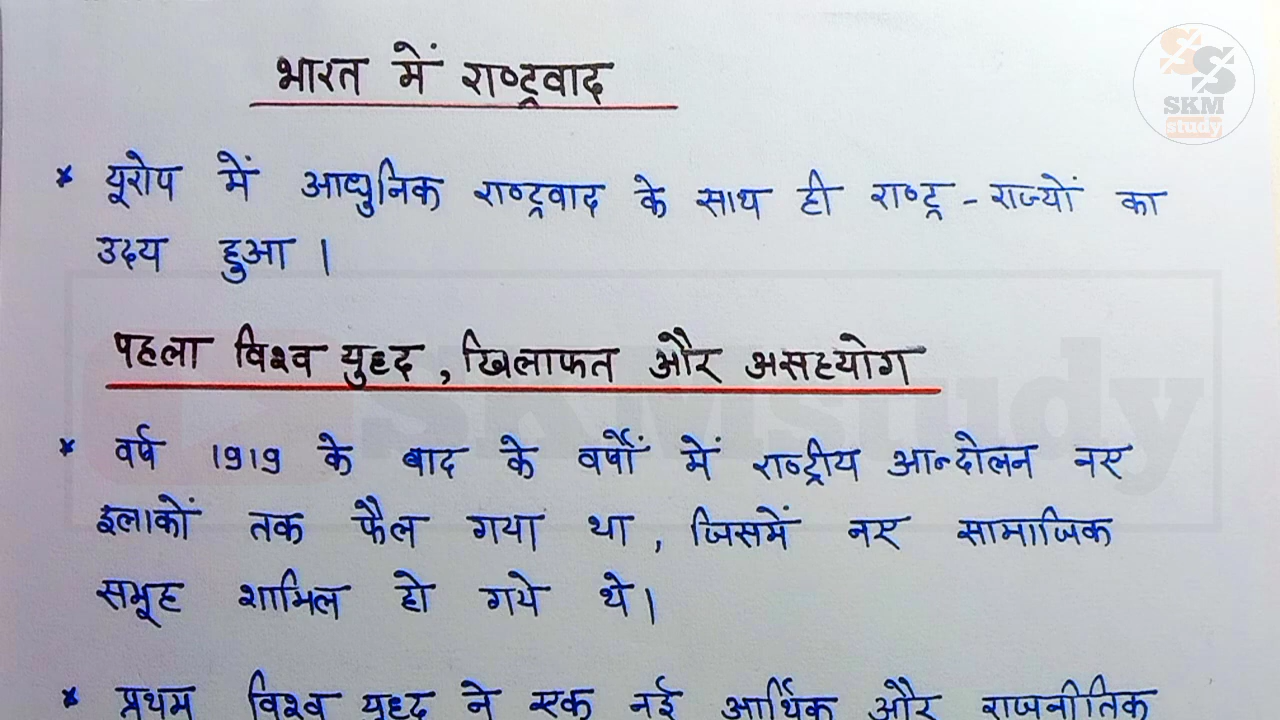 भारत में राष्ट्रवाद
SKM
study
* यूरोप में आधुनिक राष्ट्रवाद के साथ ही राष्ट्र - राज्यों का
उदय हुआ ।
पहला विश्व युद्ध , खिलाफत और असहयोग
* वर्ष 1919 के बाद के वर्षों में राष्ट्रीय आन्दोलन नए
इलाकों तक फैल गया था , जिसमें नए सामाजिक
समूह शामिल हो गये थे ।
* प्रथम विश्व युद्ध ने एक नई आर्थिक और राजनीतिक
SKMstudy